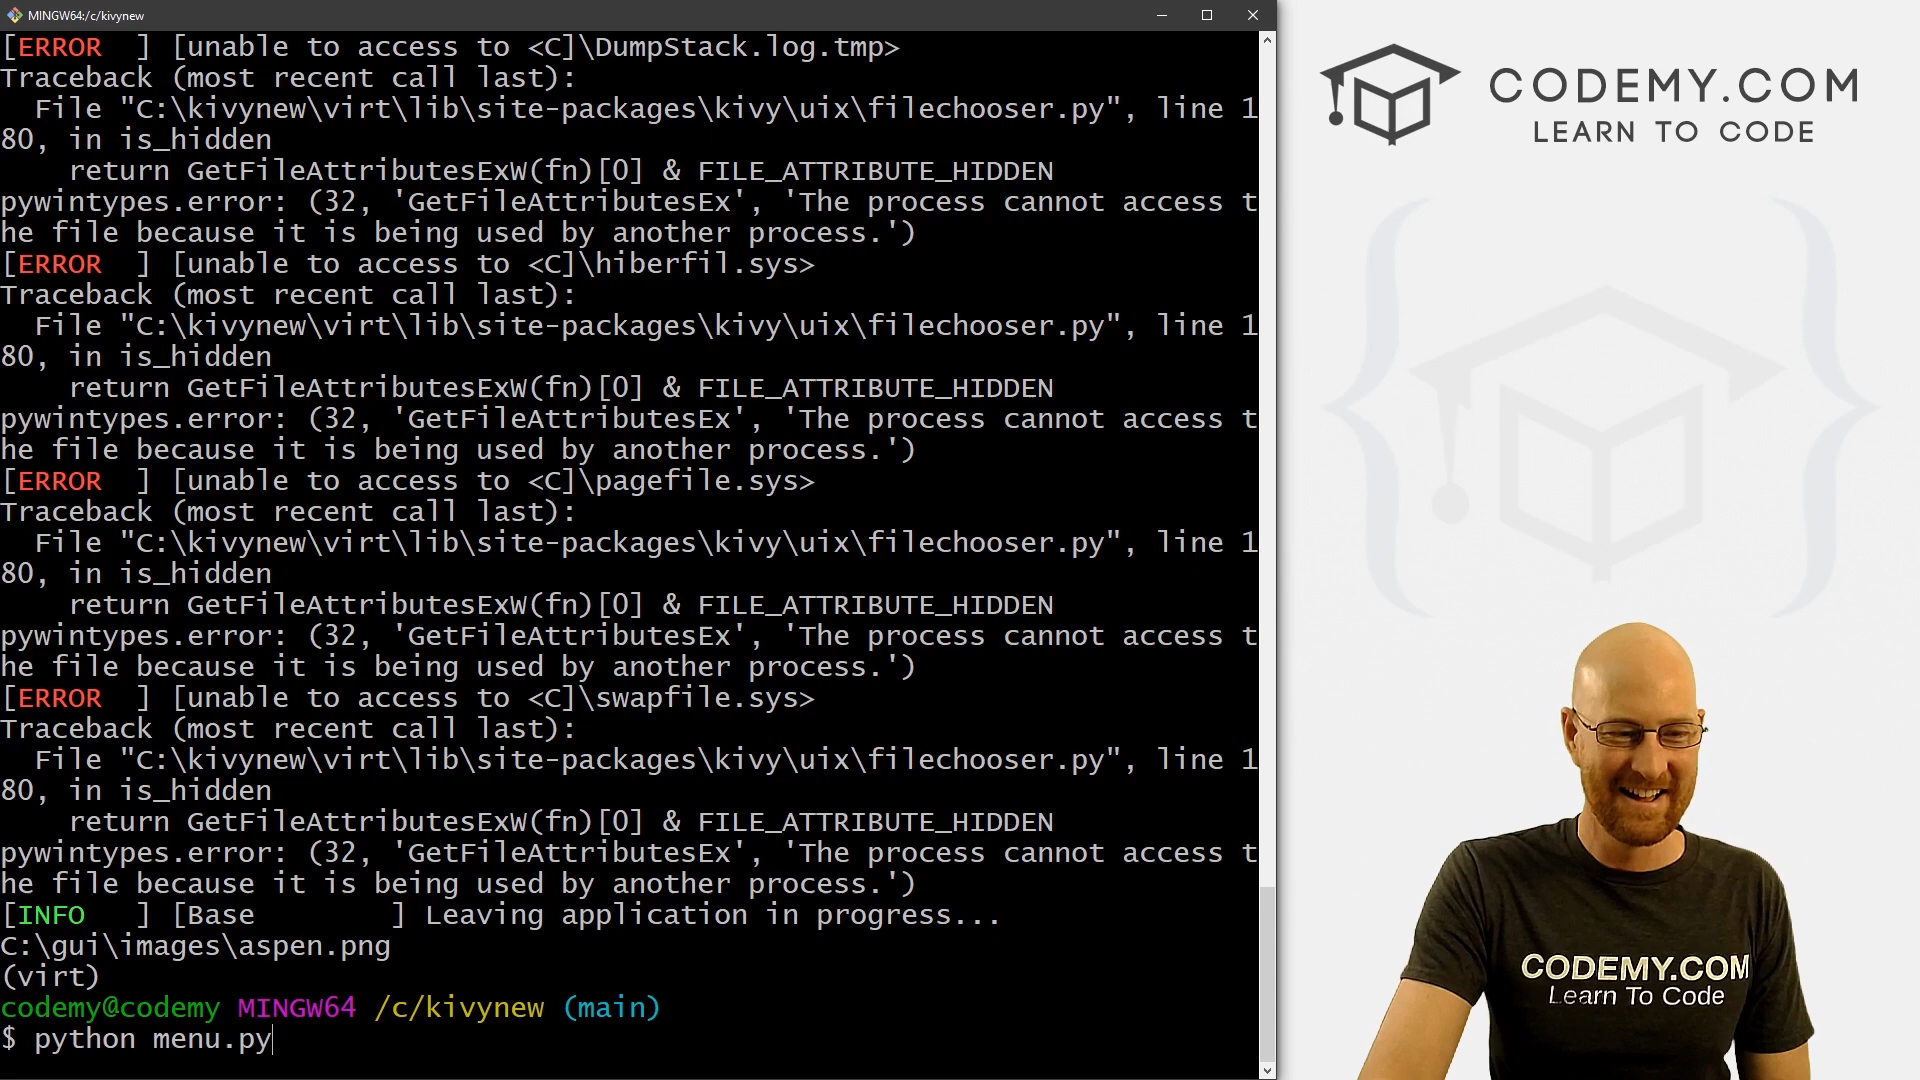 MINGW64:/c/kivynew
[ERROR  ] [unable to access to <C]\DumpStack.log.tmp>
Traceback (most recent call last):
  File "C:\kivynew\virt\lib\site-packages\kivy\uix\filechooser.py", line 1
80, in is_hidden
    return GetFileAttributesExW(fn)[0] & FILE_ATTRIBUTE_HIDDEN
pywintypes.error: (32, 'GetFileAttributesEx', 'The process cannot access t
he file because it is being used by another process.')
[ERROR  ] [unable to access to <C]\hiberfil.sys>
Traceback (most recent call last):
  File "C:\kivynew\virt\lib\site-packages\kivy\uix\filechooser.py", line 1
80, in is_hidden
    return GetFileAttributesExW(fn)[0] & FILE_ATTRIBUTE_HIDDEN
pywintypes.error: (32, 'GetFileAttributesEx', 'The process cannot access t
he file because it is being used by another process.')
[ERROR  ] [unable to access to <C]\pagefile.sys>
Traceback (most recent call last):
  File "C:\kivynew\virt\lib\site-packages\kivy\uix\filechooser.py", line 1
80, in is_hidden
    return GetFileAttributesExW(fn)[0] & FILE_ATTRIBUTE_HIDDEN
pywintypes.error: (32, 'GetFileAttributesEx', 'The process cannot access t
he file because it is being used by another process.')
[ERROR  ] [unable to access to <C]\swapfile.sys>
Traceback (most recent call last):
  File "C:\kivynew\virt\lib\site-packages\kivy\uix\filechooser.py", line 1
80, in is_hidden
    return GetFileAttributesExW(fn)[0] & FILE_ATTRIBUTE_HIDDEN
pywintypes.error: (32, 'GetFileAttributesEx', 'The process cannot access t
he file because it is being used by another process.')
[INFO   ] [Base        ] Leaving application in progress...
C:\gui\images\aspen.png
(virt)
codemy@codemy MINGW64 /c/kivynew (main)
$ python menu.py
CODEMY.COM
LEARN TO CODE
CODEMY.COM
Learn To Code